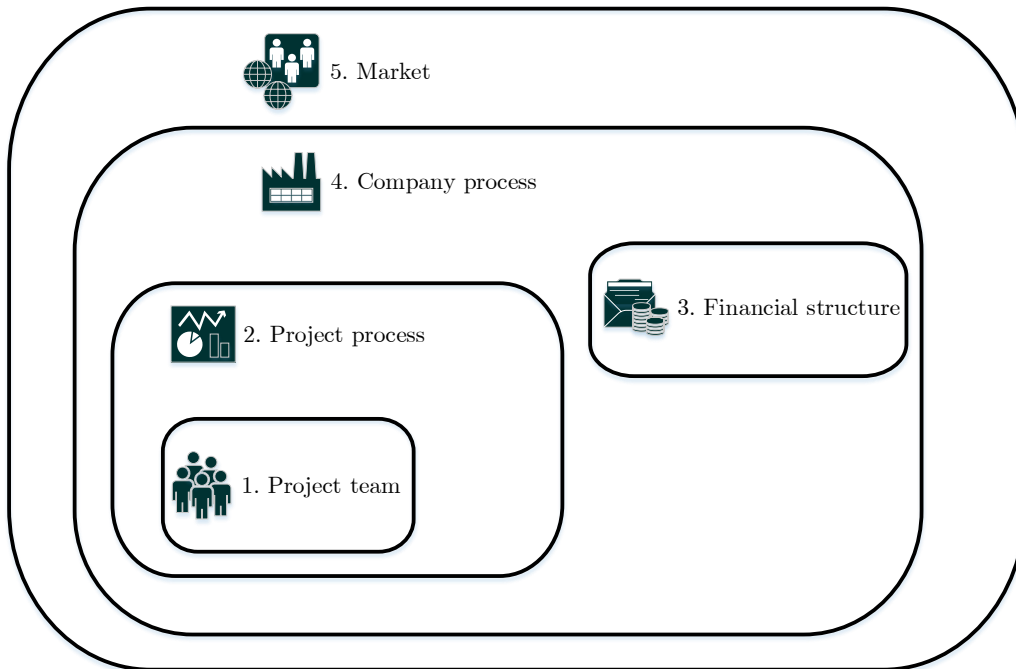 5. Market
4. Company process
3. Financial structure
2. Project process
1. Project team